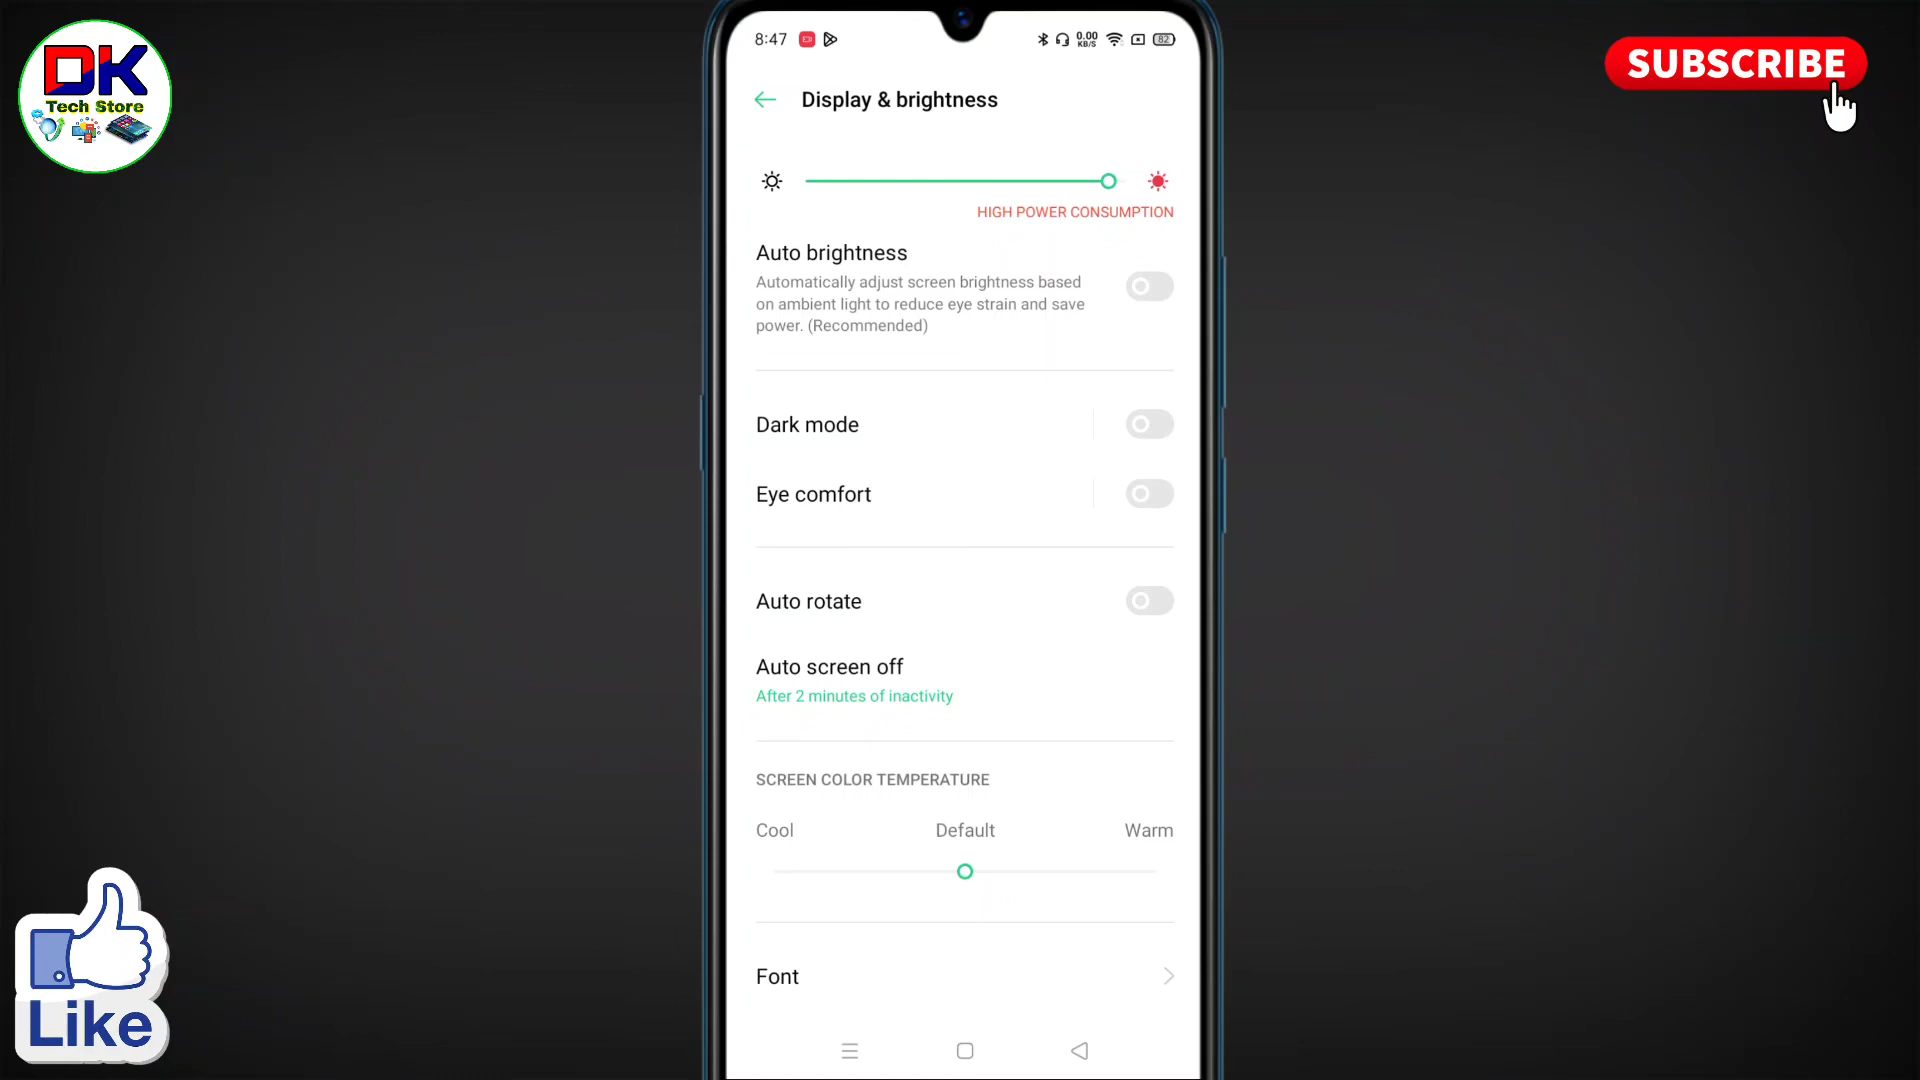 DK
Tech Store
SUBSCRIBE
8:47
0.00
KB/S
82
Display & brightness
HIGH POWER CONSUMPTION
Auto brightness
Automatically adjust screen brightness based
on ambient light to reduce eye strain and save
power. (Recommended)
Dark mode
Eye comfort
Auto rotate
Auto screen off
After 2 minutes of inactivity
SCREEN COLOR TEMPERATURE
Cool Default Warm
Font
Like